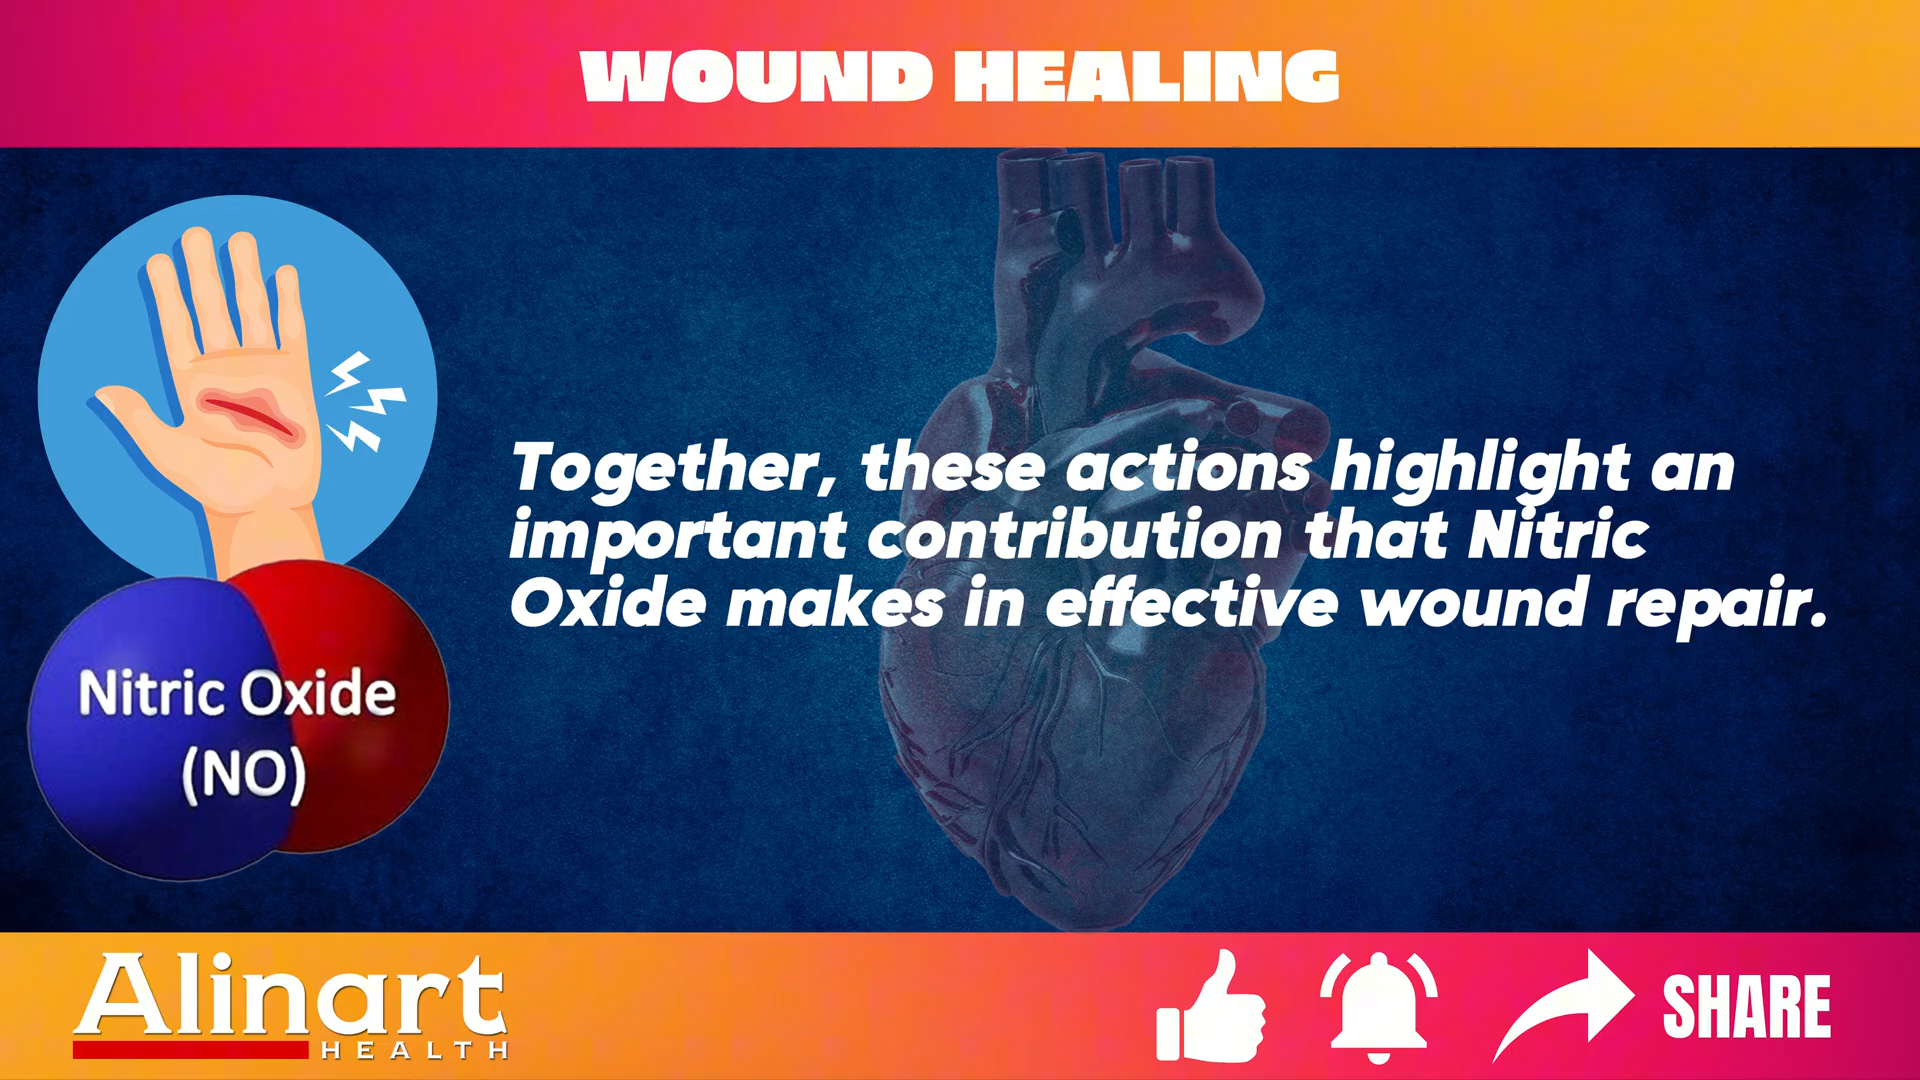 WOUND HEALING
Together, these actions highlight an
important contribution that Nitric
Oxide makes in effective wound repair.
Nitric Oxide
(NO)
Alinart
HEALTH
SHARE